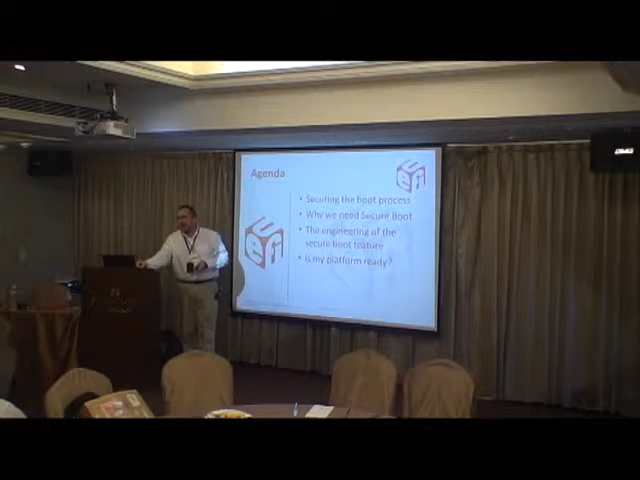 Agenda
• Securing the boot process
• Why we need Secure Boot
• The engineering of the
secure boot feature
• Is my platform ready?